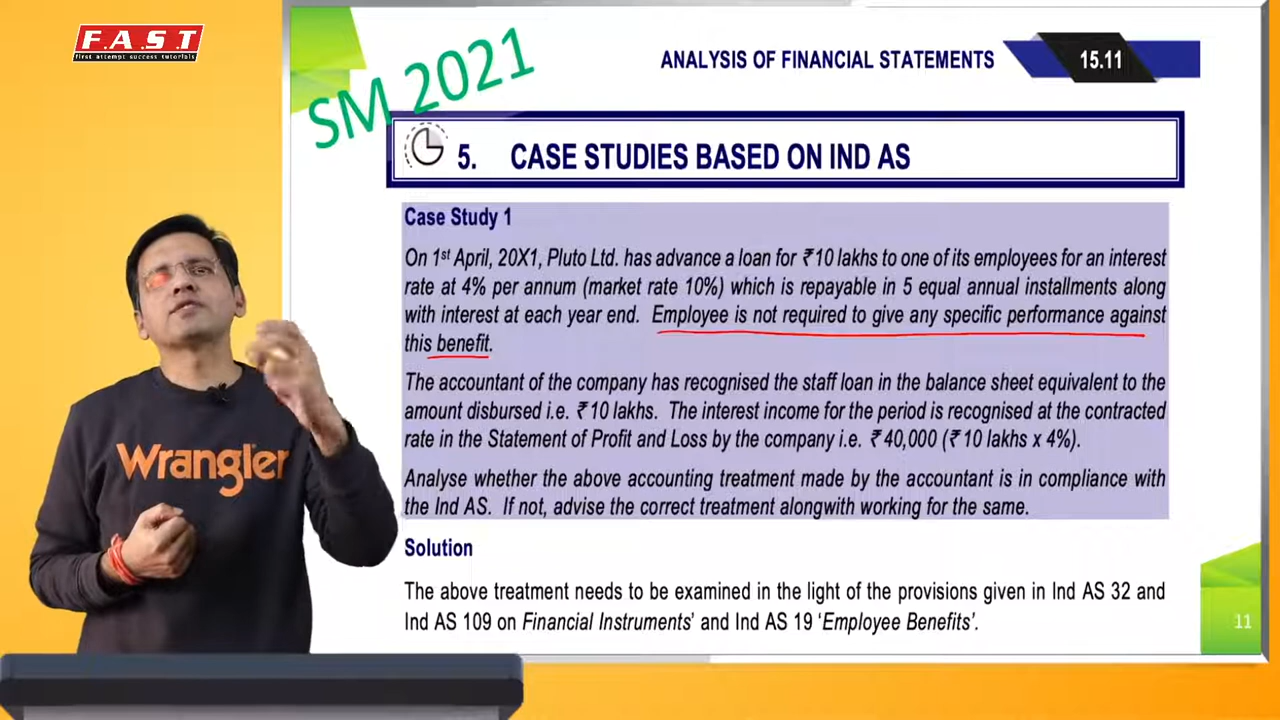 F.A.S.T
first attempt success tutorials
SM 2021
ANALYSIS OF FINANCIAL STATEMENTS 15.11
5. CASE STUDIES BASED ON IND AS
Case Study 1
On 1st April, 20X1, Pluto Ltd. has advance a loan for ₹ 10 lakhs to one of its employees for an interest
rate at 4% per annum (market rate 10%) which is repayable in 5 equal annual installments along
with interest at each year end. Employee is not required to give any specific performance against
this benefit.
The accountant of the company has recognised the staff loan in the balance sheet equivalent to the
amount disbursed i.e. ₹ 10 lakhs. The interest income for the period is recognised at the contracted
rate in the Statement of Profit and Loss by the company i.e. ₹ 40,000 (₹ 10 lakhs x 4%).
Analyse whether the above accounting treatment made by the accountant is in compliance with
the Ind AS. If not, advise the correct treatment alongwith working for the same.
Solution
The above treatment needs to be examined in the light of the provisions given in Ind AS 32 and
Ind AS 109 on Financial Instruments' and Ind AS 19 'Employee Benefits'.
Wrangler
11